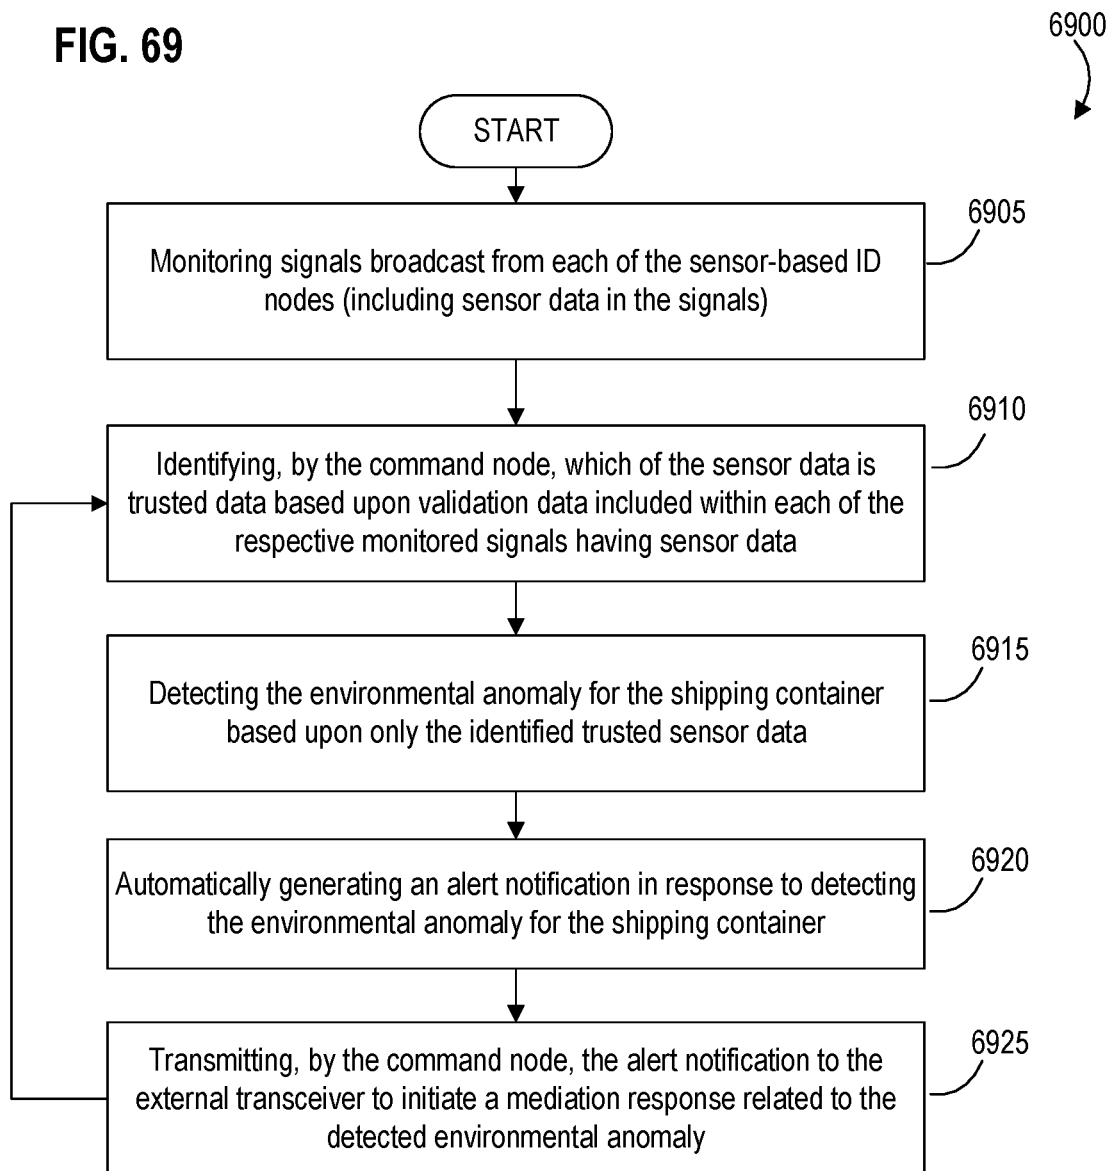 FIG. 69
6900
START
6905
Monitoring signals broadcast from each of the sensor-based ID
nodes (including sensor data in the signals)
6910
Identifying, by the command node, which of the sensor data is
trusted data based upon validation data included within each of the
respective monitored signals having sensor data
6915
Detecting the environmental anomaly for the shipping container
based upon only the identified trusted sensor data
6920
Automatically generating an alert notification in response to detecting
the environmental anomaly for the shipping container
6925
Transmitting, by the command node, the alert notification to the
external transceiver to initiate a mediation response related to the
detected environmental anomaly